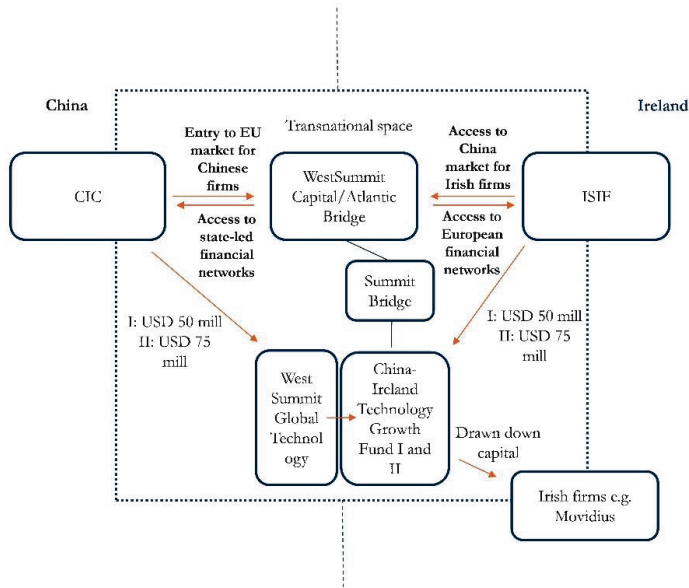 China
Ireland
Transnational space
Entry to EU
market for
Chinese
firms
Access to
China
market for
Irish firms
CIC
WestSummit
Capital/Atlantic
Bridge
ISIF
Access to
state-led
financial
networks
Access to
European
financial
networks
Summit
Bridge
I: USD 50 mill
II: USD 75
mill
I: USD 50 mill
II: USD 75
mill
West
Summit
Global
Technol
ogy
China-
Ireland
Technology
Growth
Fund I and
II
Drawn down
capital
Irish firms e.g.
Movidius